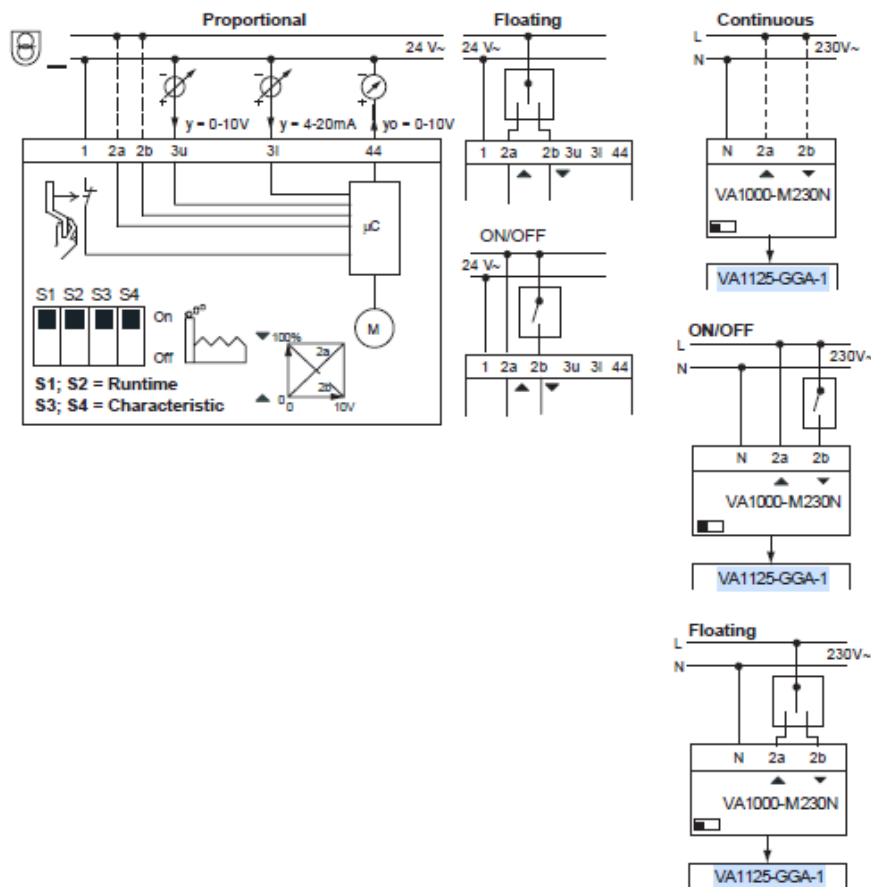 Proportional
24 V~
y = 0-10V
y = 4-20mA
yo = 0-10V
1 2a 2b 3u 3I 44
µC
M
S1 S2 S3 S4
On
Off
S1; S2 = Runtime
S3; S4 = Characteristic
100%
2a
2b
0
0
10V
Floating
24 V~
1 2a 2b 3u 3I 44
ON/OFF
24 V~
1 2a 2b 3u 3I 44
Continuous
L
N
230V~
N 2a 2b
VA1000-M230N
VA1125-GGA-1
ON/OFF
L
N
230V~
N 2a 2b
VA1000-M230N
VA1125-GGA-1
Floating
L
N
230V~
N 2a 2b
VA1000-M230N
VA1125-GGA-1